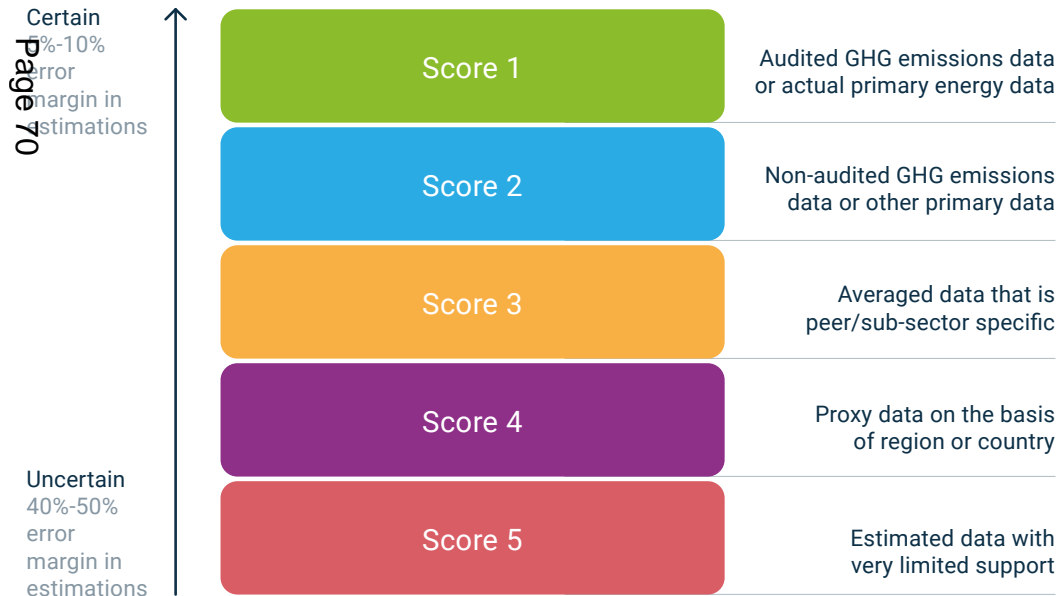 Certain
5%-10%
error
margin in
estimations
Page 70
Score 1
Audited GHG emissions data
or actual primary energy data
Score 2
Non-audited GHG emissions
data or other primary data
Score 3
Averaged data that is
peer/sub-sector specific
Score 4
Proxy data on the basis
of region or country
Uncertain
40%-50%
error
margin in
estimations
Score 5
Estimated data with
very limited support